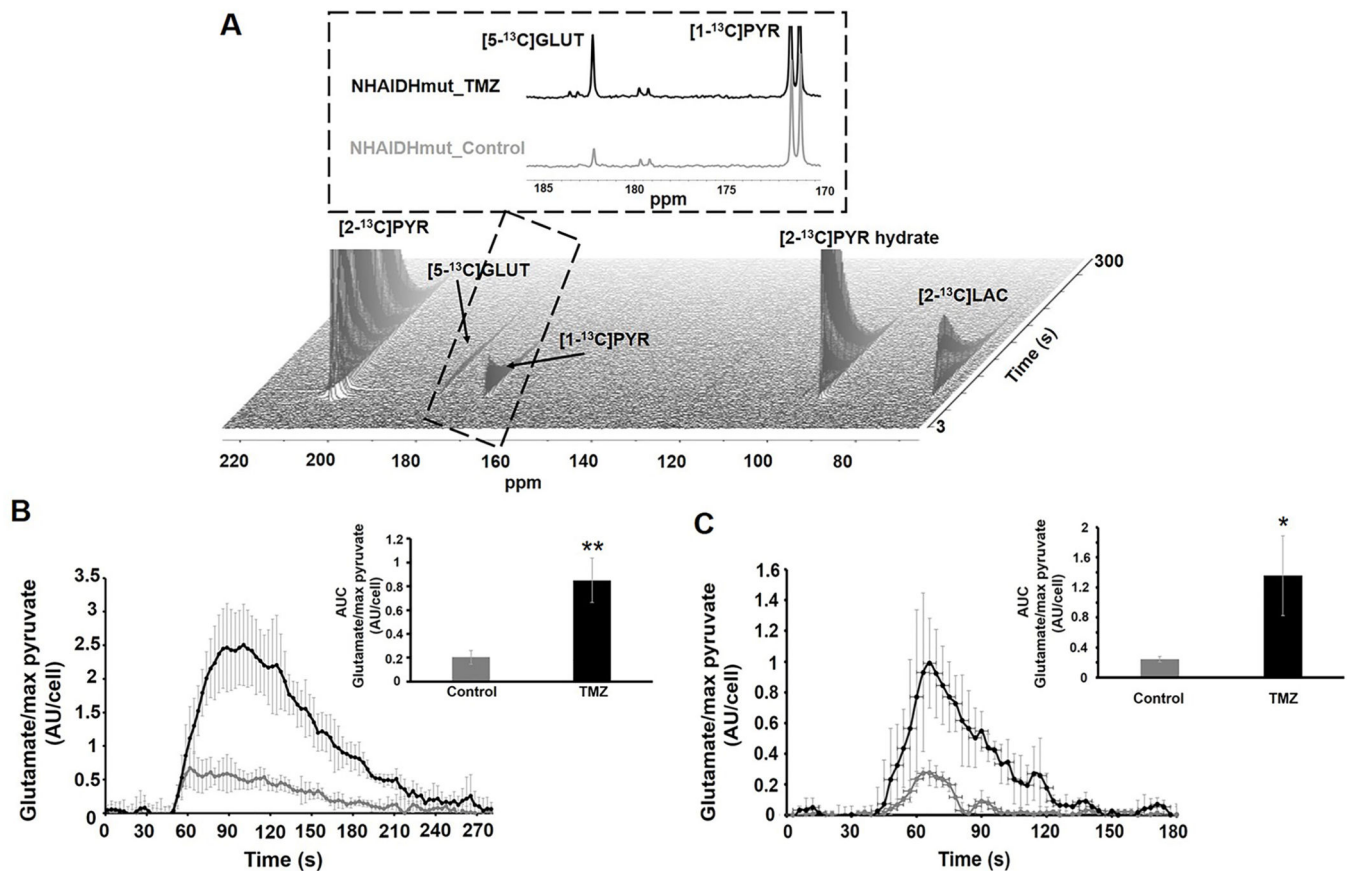 A
[5-¹³C]GLUT
[1-¹³C]PYR
NHAIDHmut_TMZ
NHAIDHmut_Control
185 180 175 170
ppm
[2-¹³C]PYR
[2-¹³C]PYR hydrate
[5-¹³C]GLUT
[2-¹³C]LAC
[1-¹³C]PYR
300
Time (s)
3
220 200 180 160 140 120 100 80
ppm
B
Glutamate/max pyruvate
(AU/cell)
3.5
3
2.5
2
1.5
1
0.5
0
0 30 60 90 120 150 180 210 240 270
Time (s)
AUC
Glutamate/max pyruvate
(AU/cell)
1.2
1
0.8
0.6
0.4
0.2
0
**
Control TMZ
C
Glutamate/max pyruvate
(AU/cell)
1.6
1.4
1.2
1
0.8
0.6
0.4
0.2
0
0 30 60 90 120 150 180
Time (s)
AUC
Glutamate/max pyruvate
(AU/cell)
2
1.6
1.2
0.8
0.4
0
*
Control TMZ